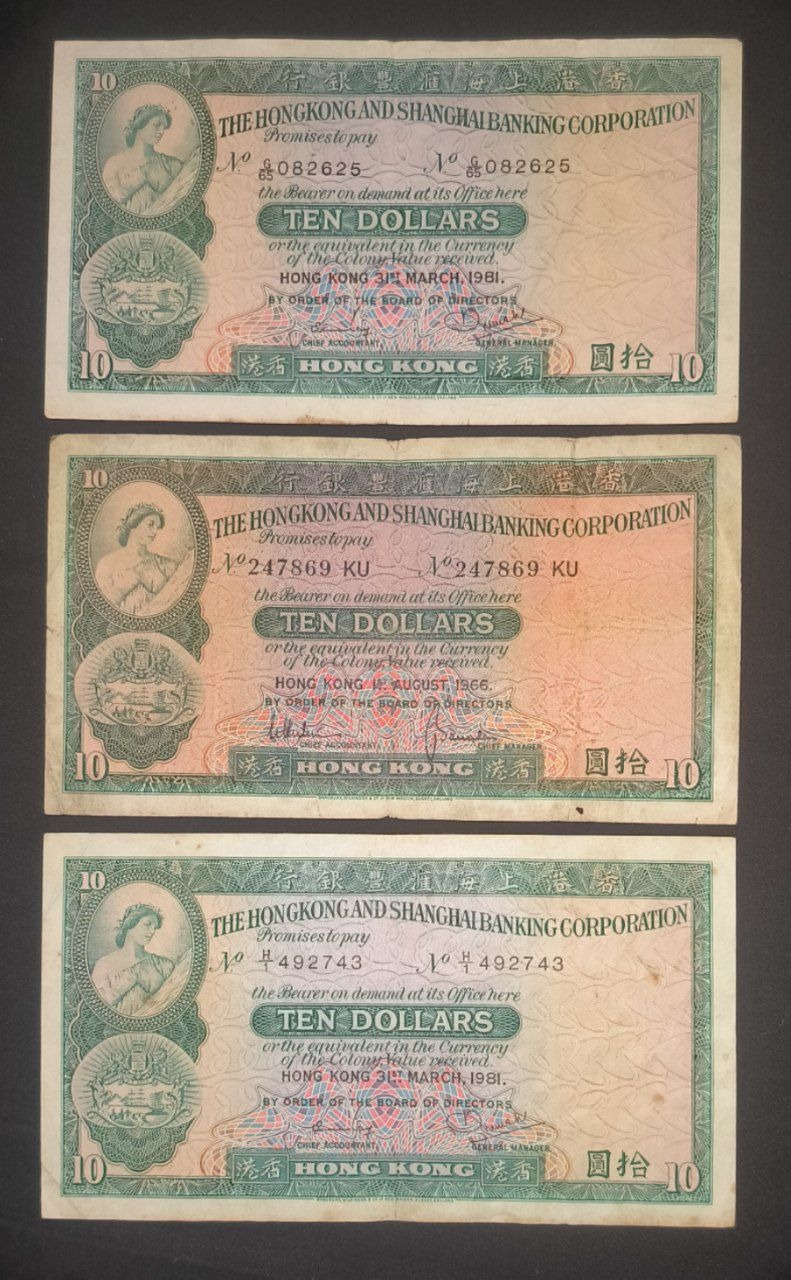 10
行銀豐滙海上港香
THE HONGKONG AND SHANGHAI BANKING CORPORATION
Promises to pay
No G/65 082625 No G/65 082625
the Bearer on demand at its Office here
TEN DOLLARS
or the equivalent in the Currency
of the Colony Value received.
HONG KONG 31ST MARCH, 1981.
BY ORDER OF THE BOARD OF DIRECTORS
CHIEF ACCOUNTANT GENERAL MANAGER
10 港香 HONG KONG 港香 圓拾 10
10
行銀豐滙海上港香
THE HONGKONG AND SHANGHAI BANKING CORPORATION
Promises to pay
No 247869 KU No 247869 KU
the Bearer on demand at its Office here
TEN DOLLARS
or the equivalent in the Currency
of the Colony Value received.
HONG KONG 1ST AUGUST, 1966.
BY ORDER OF THE BOARD OF DIRECTORS
CHIEF ACCOUNTANT CHIEF MANAGER
10 港香 HONG KONG 港香 圓拾 10
10
行銀豐滙海上港香
THE HONGKONG AND SHANGHAI BANKING CORPORATION
Promises to pay
No H/1 492743 No H/1 492743
the Bearer on demand at its Office here
TEN DOLLARS
or the equivalent in the Currency
of the Colony Value received.
HONG KONG 31ST MARCH, 1981.
BY ORDER OF THE BOARD OF DIRECTORS
CHIEF ACCOUNTANT GENERAL MANAGER
10 港香 HONG KONG 港香 圓拾 10